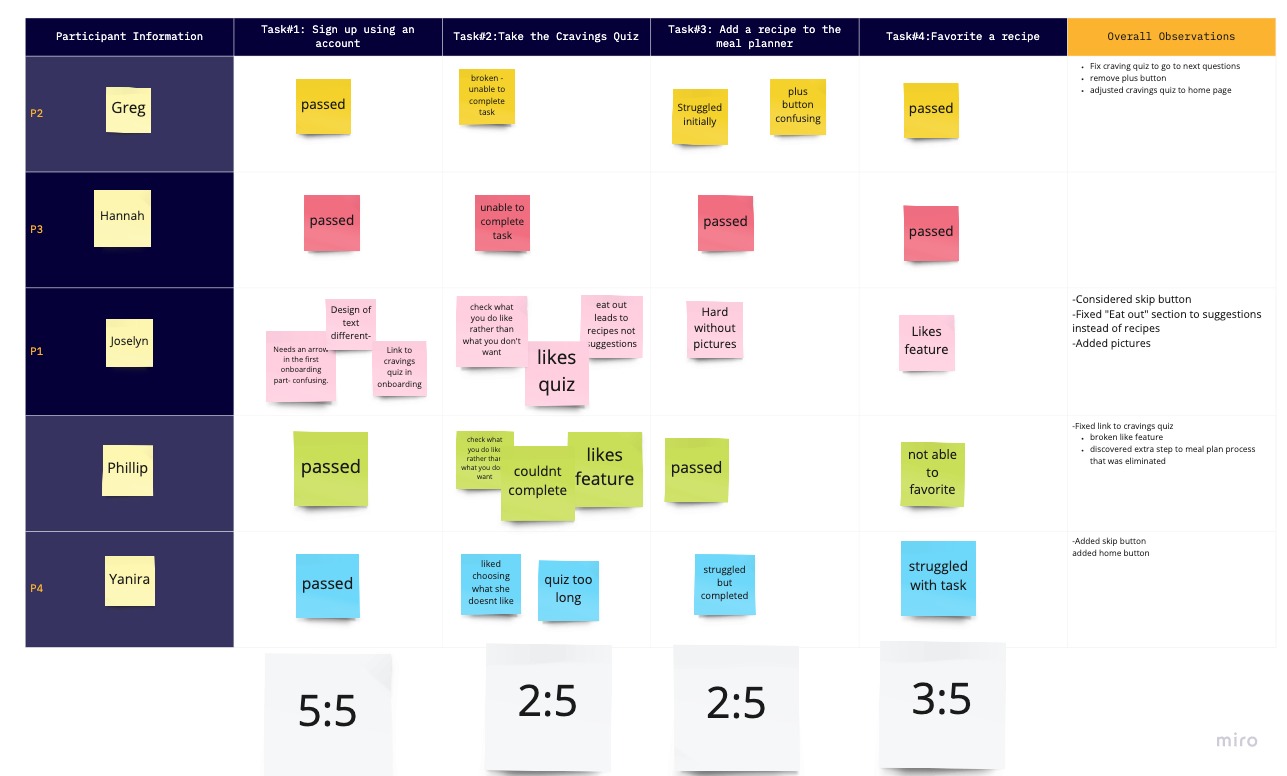 Participant Information
Task#1: Sign up using an
account
Task#2:Take the Cravings Quiz
Task#3: Add a recipe to the
meal planner
Task#4:Favorite a recipe
Overall Observations
P2
Greg
passed
broken -
unable to
complete
task
Struggled
initially
plus
button
confusing
passed
Fix craving quiz to go to next questions
remove plus button
adjusted cravings quiz to home page
P3
Hannah
passed
unable to
complete
task
passed
passed
P1
Joselyn
Design of
text
different-
Needs an arrow
in the first
onboarding
part- confusing.
Link to
cravings
quiz in
onboarding
check what
you do like
rather than
what you don't
want
likes
quiz
eat out
leads to
recipes not
suggestions
Hard
without
pictures
Likes
feature
-Considered skip button
-Fixed "Eat out" section to suggestions
instead of recipes
-Added pictures
Phillip
passed
check what
you do like
rather than
what you do
want
couldnt
complete
likes
feature
passed
not able
to
favorite
-Fixed link to cravings quiz
broken like feature
discovered extra step to meal plan process
that was eliminated
P4
Yanira
passed
liked
choosing
what she
doesnt like
quiz too
long
struggled
but
completed
struggled
with task
-Added skip button
added home button
5:5
2:5
2:5
3:5
miro